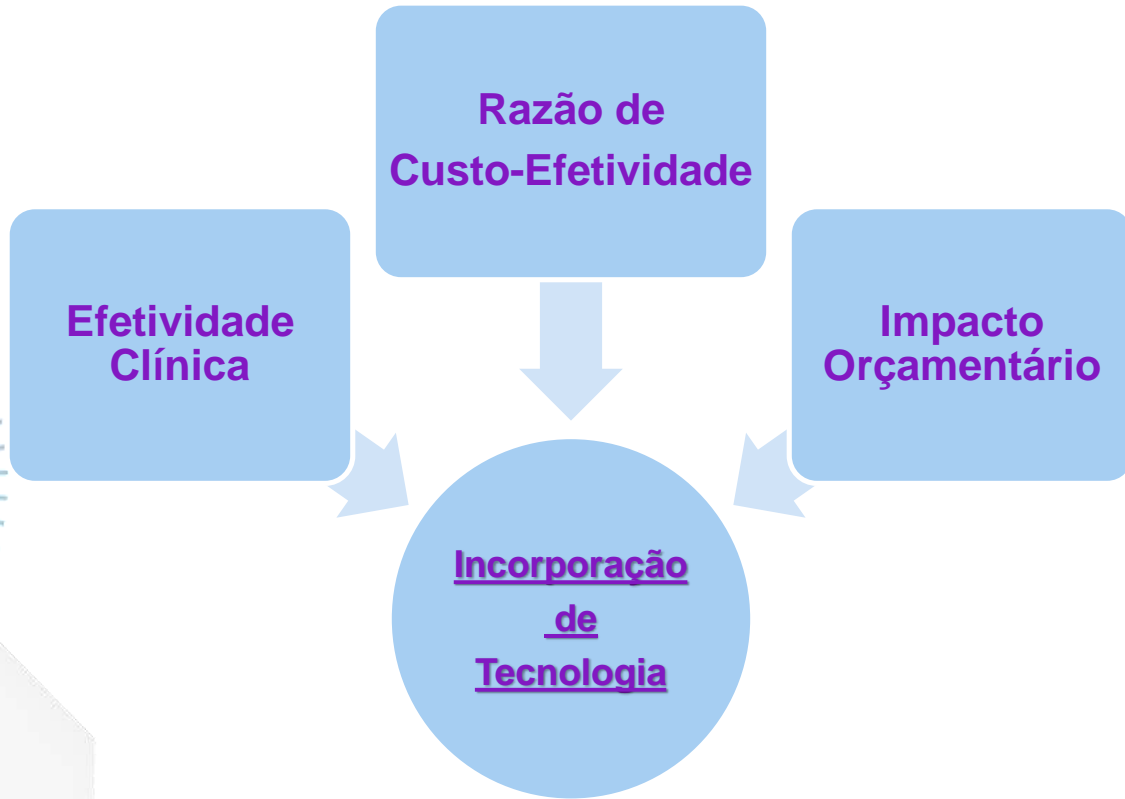 Razão de
Custo-Efetividade
Efetividade
Clínica
Impacto
Orçamentário
Incorporação
de
Tecnologia